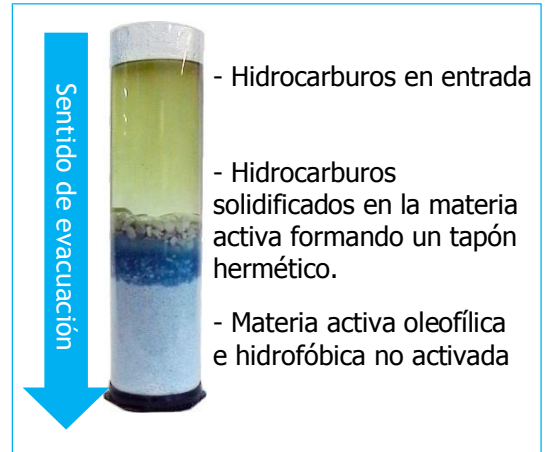 Sentido de evacuación
- Hidrocarburos en entrada
- Hidrocarburos
solidificados en la materia
activa formando un tapón
hermético.
- Materia activa oleofílica
e hidrofóbica no activada